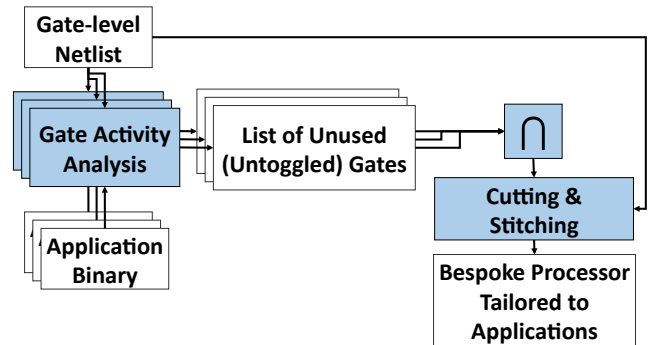 Gate-level
Netlist
Gate Activity
Analysis
List of Unused
(Untoggled) Gates
∩
Cutting &
Stitching
Application
Binary
Bespoke Processor
Tailored to
Applications